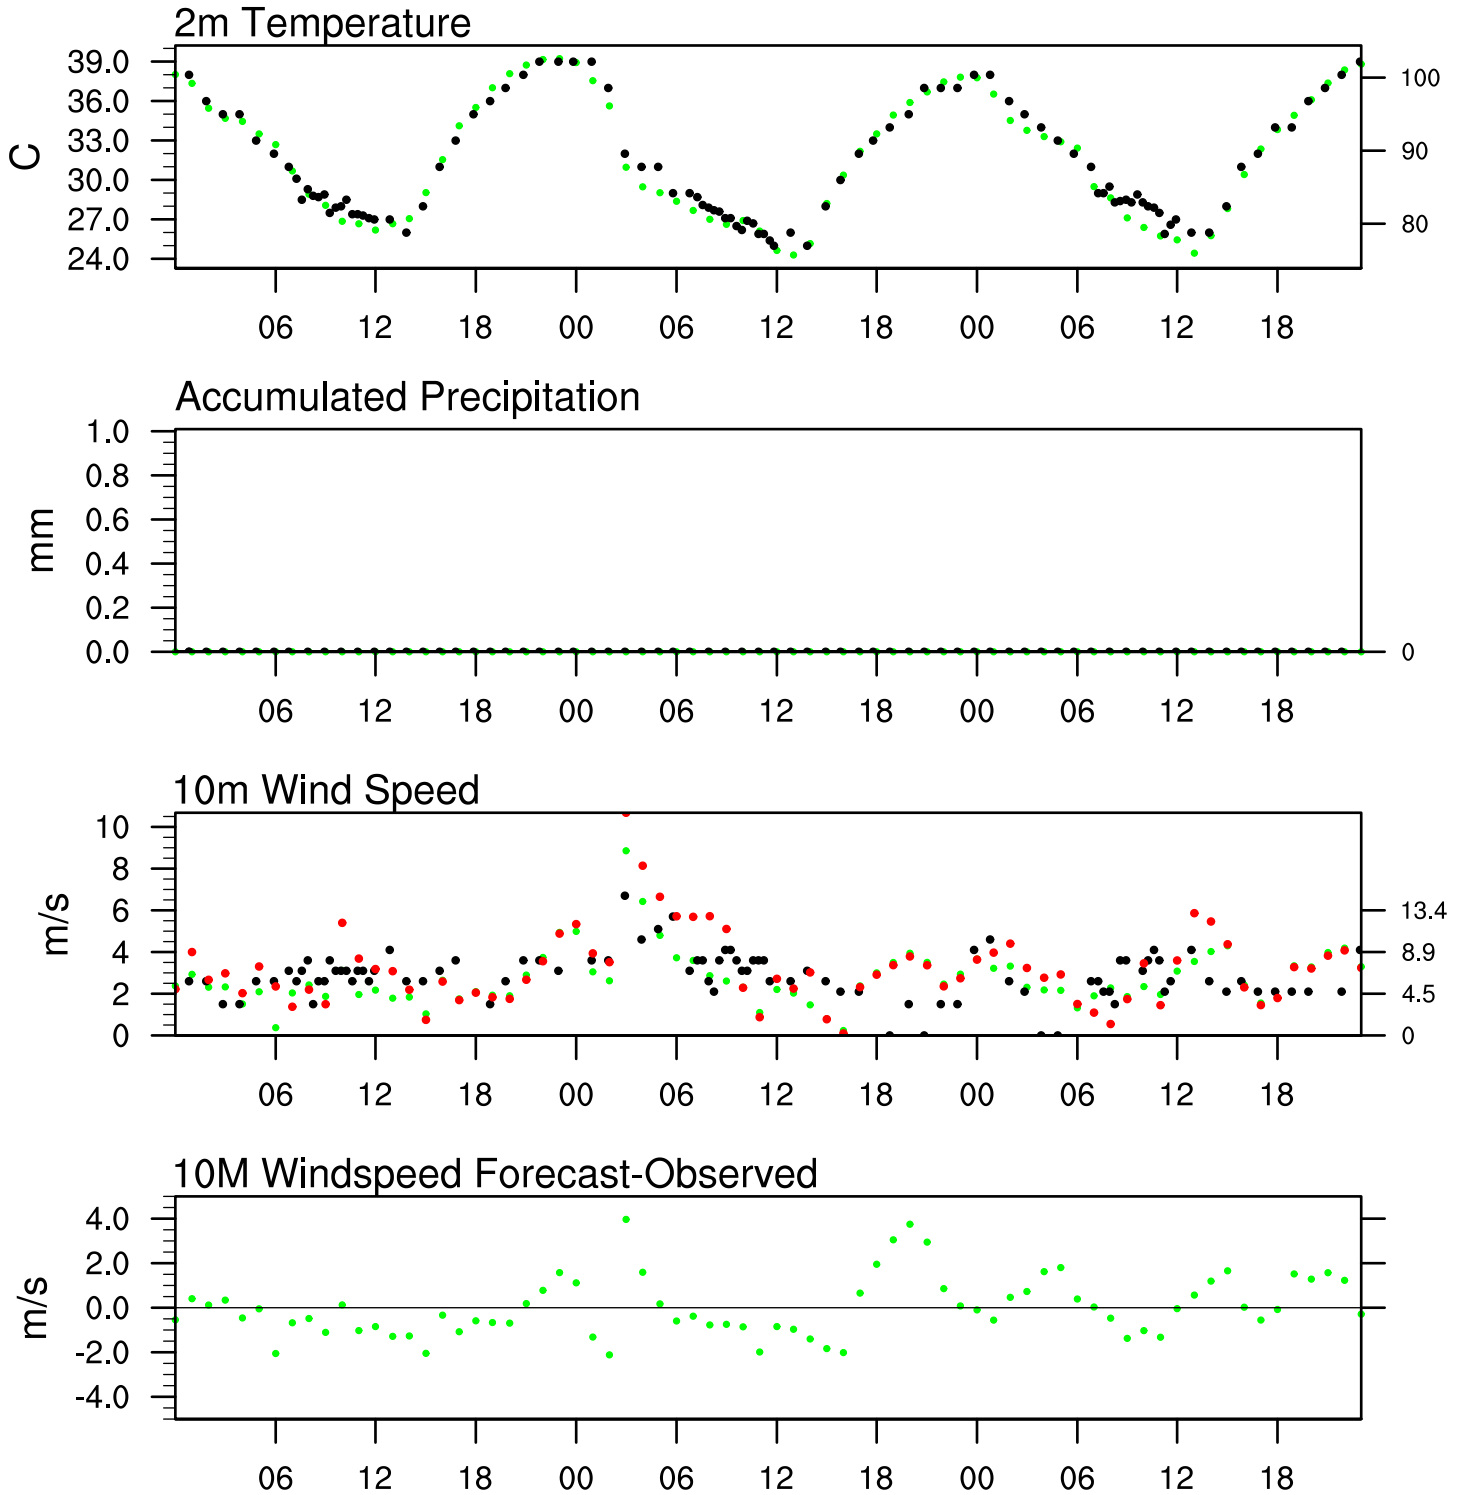 2m Temperature
39.0
36.0
33.0
30.0
27.0
24.0
C
100
90
80
06 12 18 00 06 12 18 00 06 12 18
Accumulated Precipitation
1.0
0.8
0.6
0.4
0.2
0.0
mm
0
06 12 18 00 06 12 18 00 06 12 18
10m Wind Speed
10
8
6
4
2
0
m/s
13.4
8.9
4.5
0
06 12 18 00 06 12 18 00 06 12 18
10M Windspeed Forecast-Observed
4.0
2.0
0.0
-2.0
-4.0
m/s
06 12 18 00 06 12 18 00 06 12 18